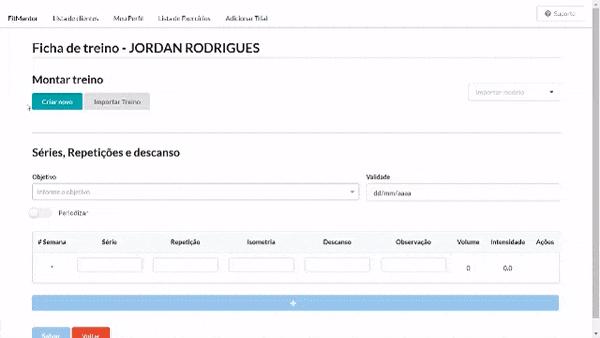 FitMentor Lista de clientes Meu Perfil Lista de Exercícios Adicionar Trial Suporte
Ficha de treino - JORDAN RODRIGUES
Montar treino
Criar novo Importar Treino Importar modelo
Séries, Repetições e descanso
Objetivo Validade
Informe o objetivo dd/mm/aaaa
Periodizar
# Semana Série Repetição Isometria Descanso Observação Volume Intensidade Ações
0 0.0
+
Salvar Voltar